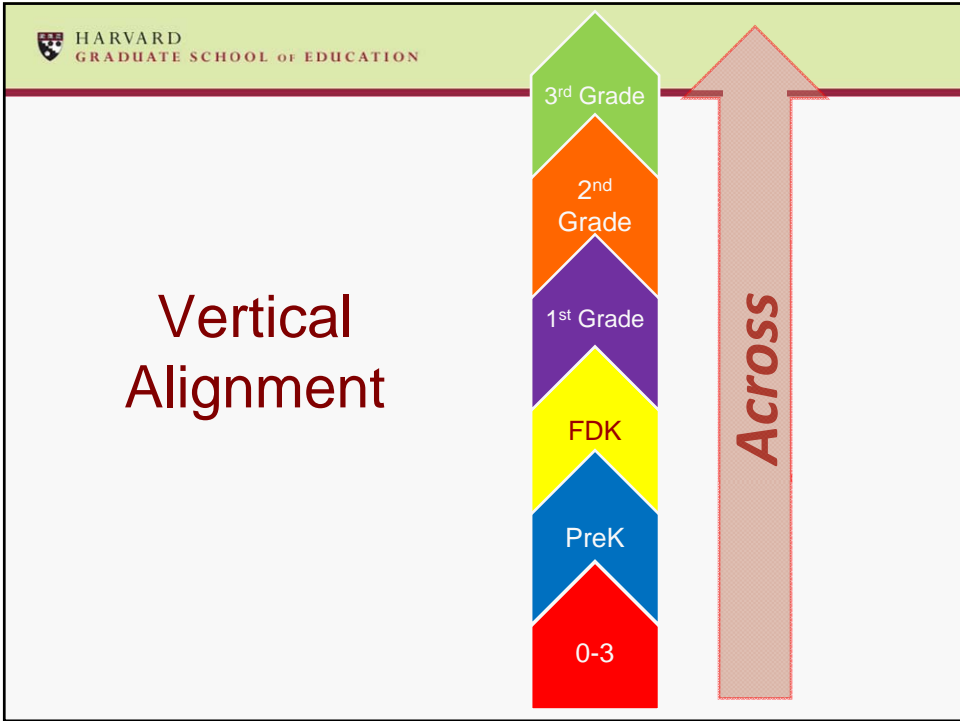 HARVARD
GRADUATE SCHOOL OF EDUCATION
Vertical
Alignment
3rd Grade
2nd
Grade
1st Grade
FDK
PreK
0-3
Across